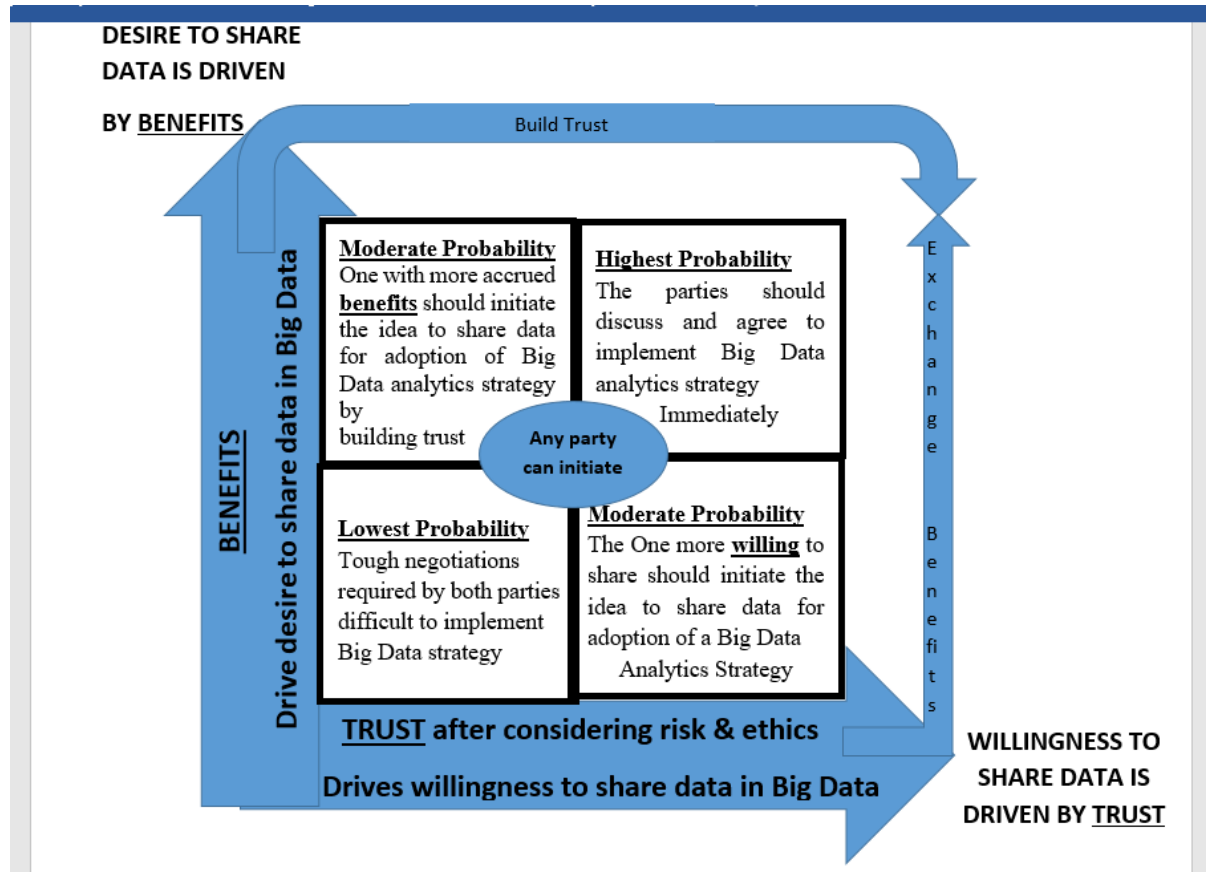 DESIRE TO SHARE
DATA IS DRIVEN
BY BENEFITS
Build Trust
Exchange Benefits
BENEFITS
Drive desire to share data in Big Data
Moderate Probability
One with more accrued
benefits should initiate
the idea to share data
for adoption of Big
Data analytics strategy
by
building trust
Highest Probability
The parties should
discuss and agree to
implement Big Data
analytics strategy
Immediately
Any party
can initiate
Lowest Probability
Tough negotiations
required by both parties
difficult to implement
Big Data strategy
Moderate Probability
The One more willing to
share should initiate the
idea to share data for
adoption of a Big Data
Analytics Strategy
TRUST after considering risk & ethics
Drives willingness to share data in Big Data
WILLINGNESS TO
SHARE DATA IS
DRIVEN BY TRUST